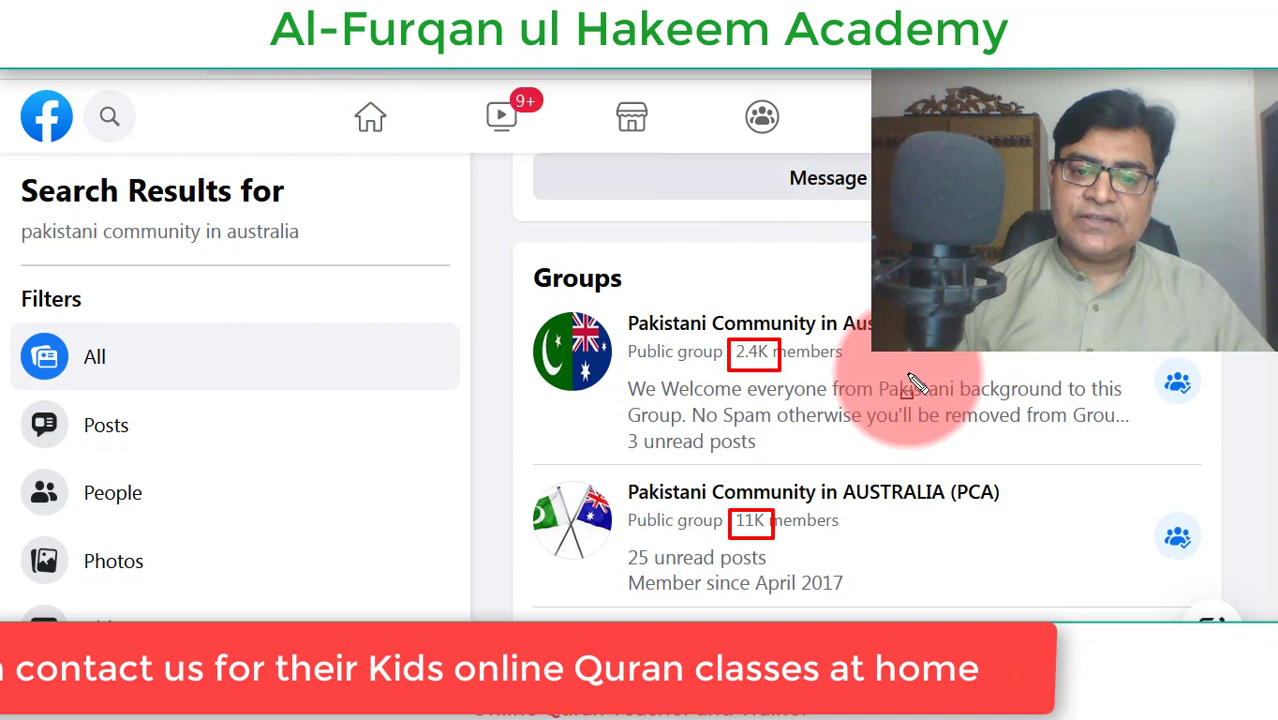 Al-Furqan ul Hakeem Academy
9+
Search Results for
pakistani community in australia
Filters
All
Posts
People
Photos
Message
Groups
Pakistani Community in Aus
Public group 2.4K members
We Welcome everyone from Pakistani background to this
Group. No Spam otherwise you'll be removed from Grou...
3 unread posts
Pakistani Community in AUSTRALIA (PCA)
Public group 11K members
25 unread posts
Member since April 2017
contact us for their Kids online Quran classes at home